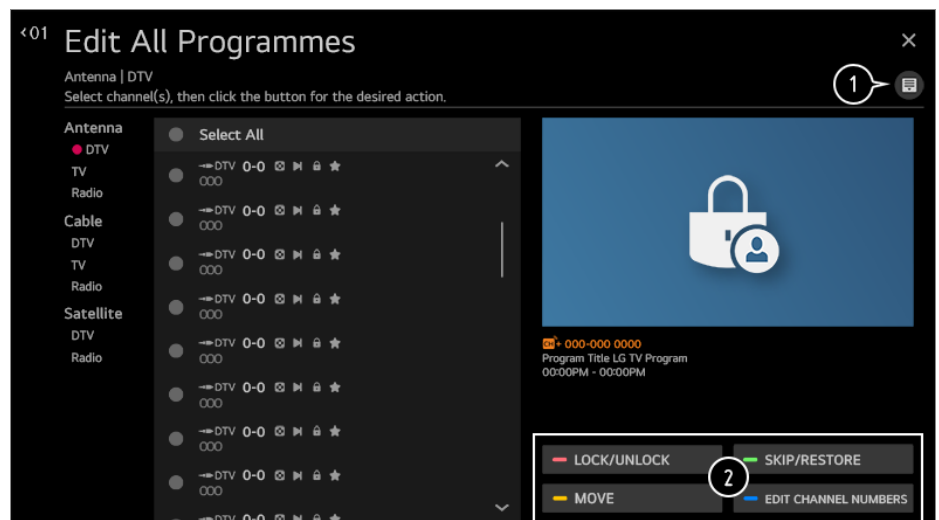 <01
Edit All Programmes
Antenna | DTV
Select channel(s), then click the button for the desired action.
1
Antenna
DTV
TV
Radio
Cable
DTV
TV
Radio
Satellite
DTV
Radio
Select All
DTV 0-0
000
DTV 0-0
000
DTV 0-0
000
DTV 0-0
000
DTV 0-0
000
DTV 0-0
000
DTV 0-0
000
DTV 0-0
000
DTV 0-0
CH+ 000-000 0000
Program Title LG TV Program
00:00PM - 00:00PM
LOCK/UNLOCK
SKIP/RESTORE
2
MOVE
EDIT CHANNEL NUMBERS